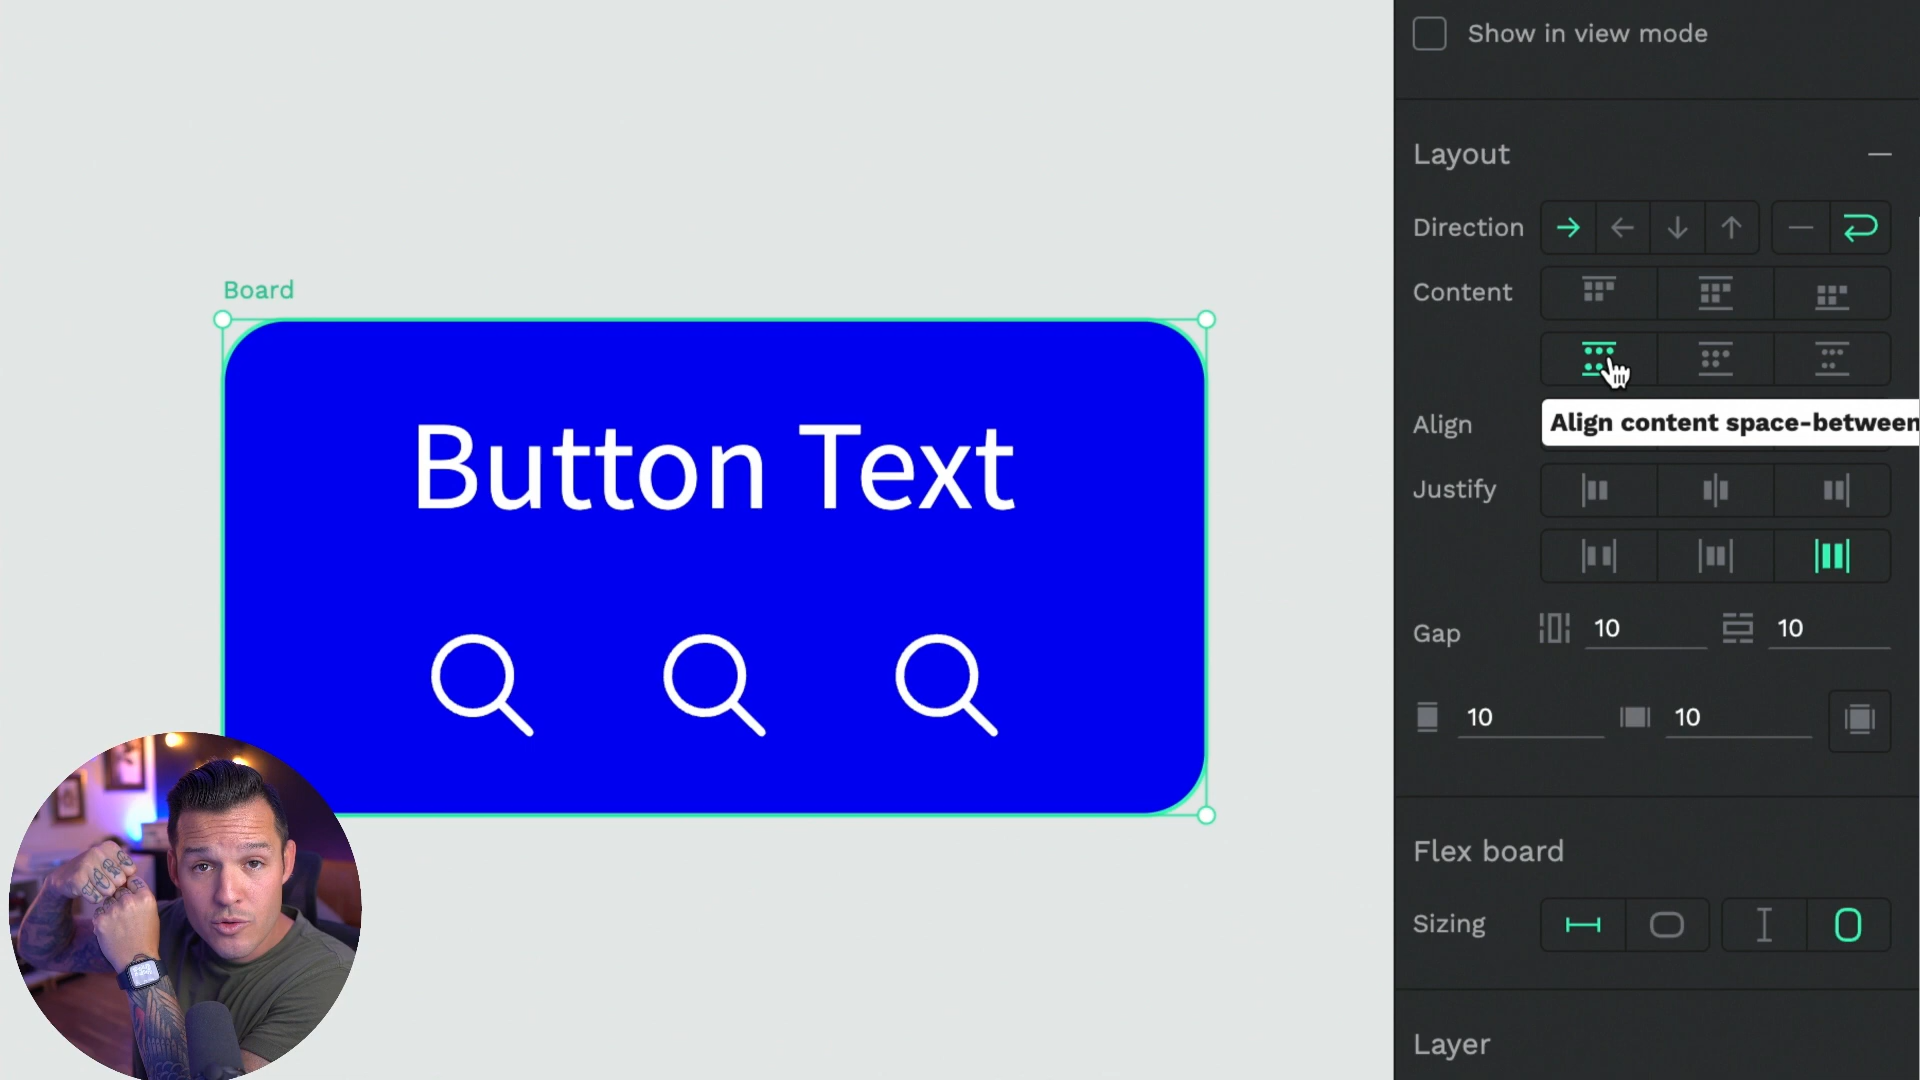 Show in view mode
Layout
Direction
Board
Content
Align
Align content space-between
Button Text
Justify
Gap
10
10
10
10
Flex board
Sizing
Layer